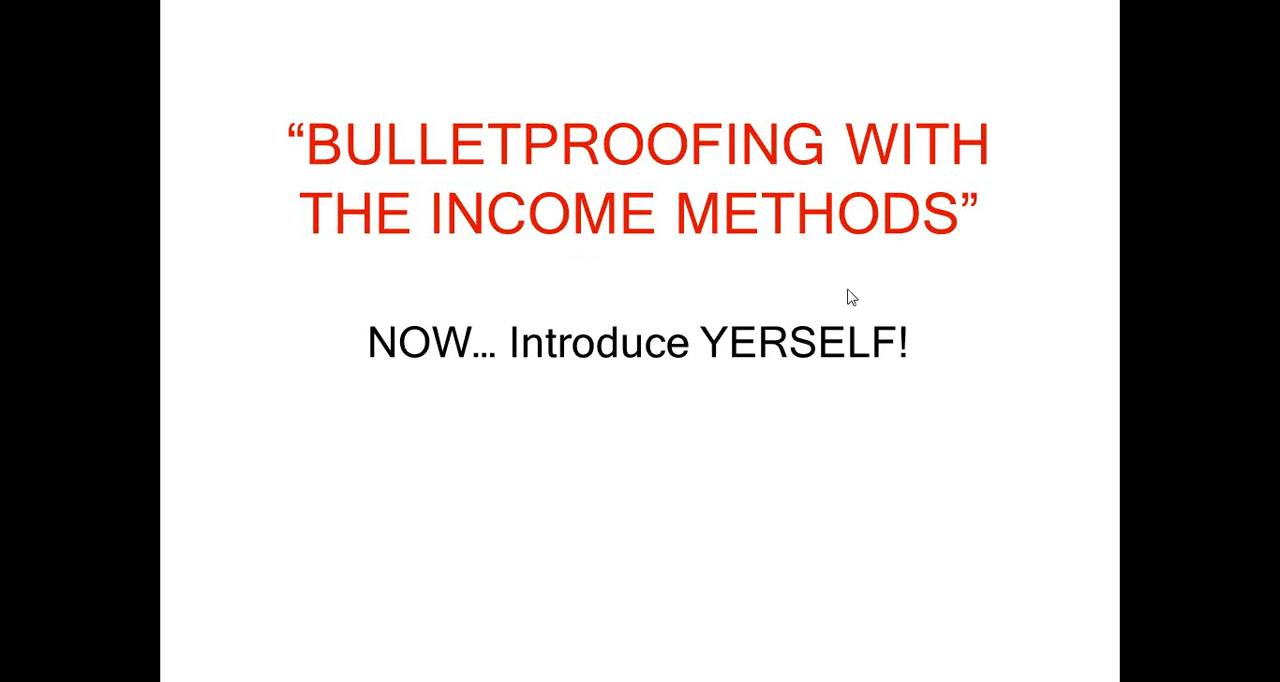 “BULLETPROOFING WITH
THE INCOME METHODS”
NOW... Introduce YERSELF!